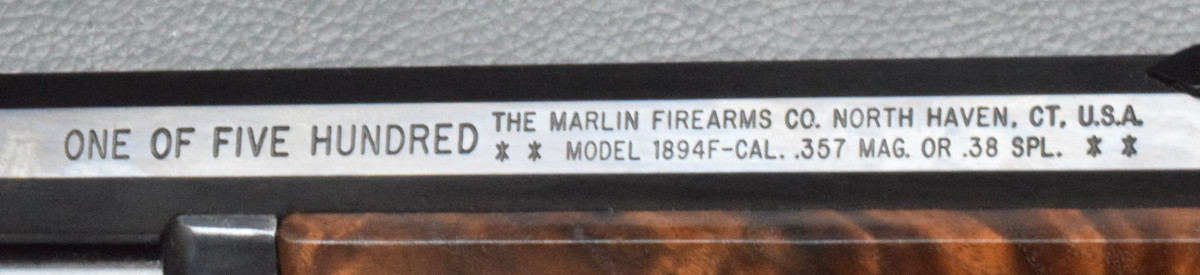 ONE OF FIVE HUNDRED
THE MARLIN FIREARMS CO. NORTH HAVEN, CT. U.S.A.
* * MODEL 1894F-CAL. .357 MAG. OR .38 SPL. * *